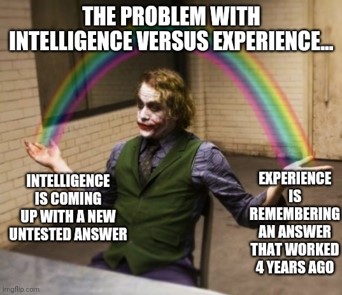 THE PROBLEM WITH
INTELLIGENCE VERSUS EXPERIENCE...
INTELLIGENCE
IS COMING
UP WITH A NEW
UNTESTED ANSWER
EXPERIENCE
IS
REMEMBERING
AN ANSWER
THAT WORKED
4 YEARS AGO
imgflip.com